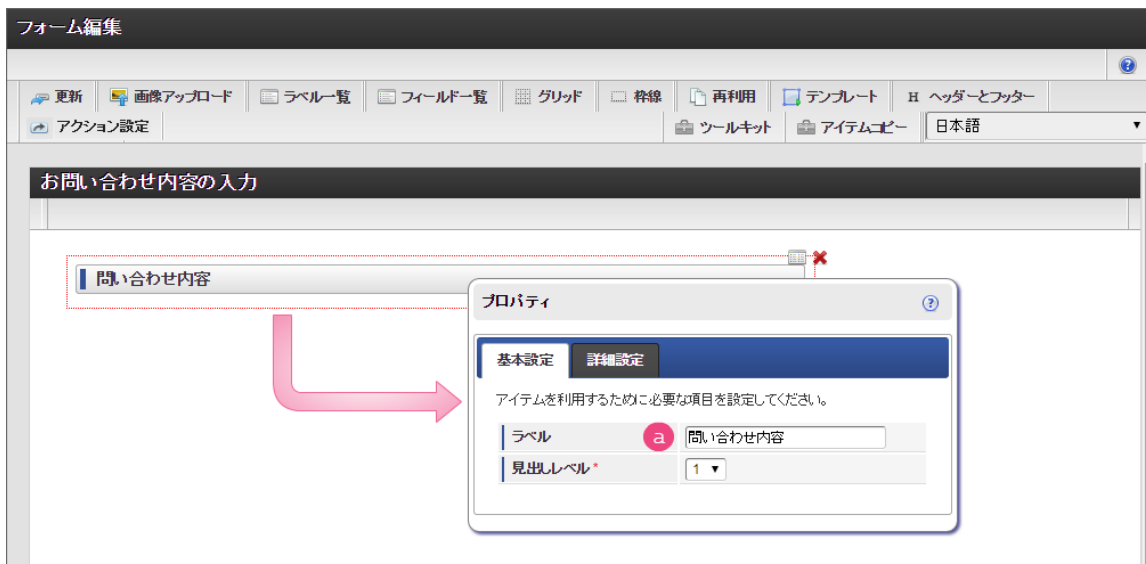 フォーム編集
更新 画像アップロード ラベル一覧 フィールド一覧 グリッド 枠線 再利用 テンプレート H ヘッダーとフッター
アクション設定 ツールキット アイテムコピー 日本語
お問い合わせ内容の入力
問い合わせ内容
プロパティ
基本設定 詳細設定
アイテムを利用するために必要な項目を設定してください。
ラベル a 問い合わせ内容
見出しレベル* 1